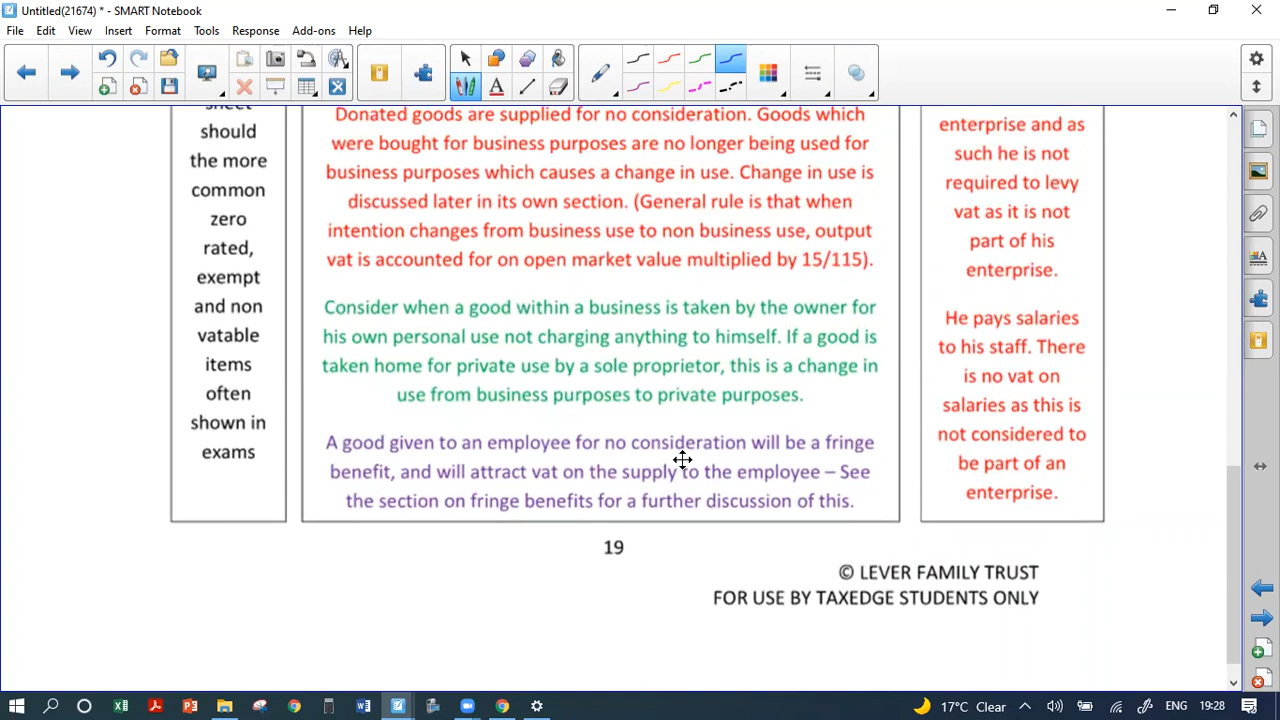 Untitled(21674) * - SMART Notebook
File Edit View Insert Format Tools Response Add-ons Help
sheet
should
the more
common
zero
rated,
exempt
and non
vatable
items
often
shown in
exams
Donated goods are supplied for no consideration. Goods which
were bought for business purposes are no longer being used for
business purposes which causes a change in use. Change in use is
discussed later in its own section. (General rule is that when
intention changes from business use to non business use, output
vat is accounted for on open market value multiplied by 15/115).
Consider when a good within a business is taken by the owner for
his own personal use not charging anything to himself. If a good is
taken home for private use by a sole proprietor, this is a change in
use from business purposes to private purposes.
A good given to an employee for no consideration will be a fringe
benefit, and will attract vat on the supply to the employee – See
the section on fringe benefits for a further discussion of this.
enterprise and as
such he is not
required to levy
vat as it is not
part of his
enterprise.
He pays salaries
to his staff. There
is no vat on
salaries as this is
not considered to
be part of an
enterprise.
19
© LEVER FAMILY TRUST
FOR USE BY TAXEDGE STUDENTS ONLY
17°C Clear
ENG
19:28